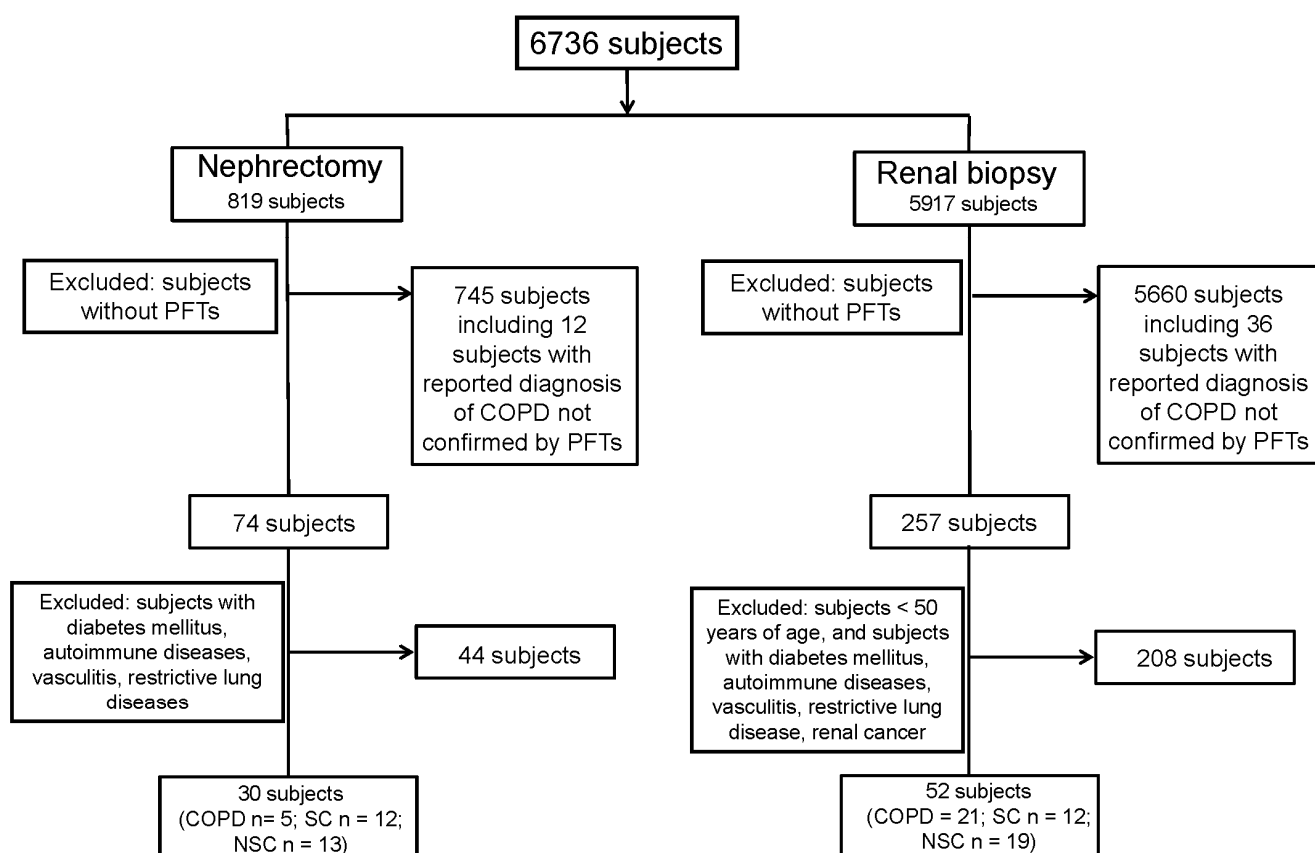 6736 subjects
Nephrectomy
819 subjects
Renal biopsy
5917 subjects
Excluded: subjects
without PFTs
745 subjects
including 12
subjects with
reported diagnosis
of COPD not
confirmed by PFTs
Excluded: subjects
without PFTs
5660 subjects
including 36
subjects with
reported diagnosis
of COPD not
confirmed by PFTs
74 subjects
257 subjects
Excluded: subjects with
diabetes mellitus,
autoimmune diseases,
vasculitis, restrictive lung
diseases
44 subjects
Excluded: subjects < 50
years of age, and subjects
with diabetes mellitus,
autoimmune diseases,
vasculitis, restrictive lung
disease, renal cancer
208 subjects
30 subjects
(COPD n= 5; SC n = 12;
NSC n = 13)
52 subjects
(COPD = 21; SC n = 12;
NSC n = 19)